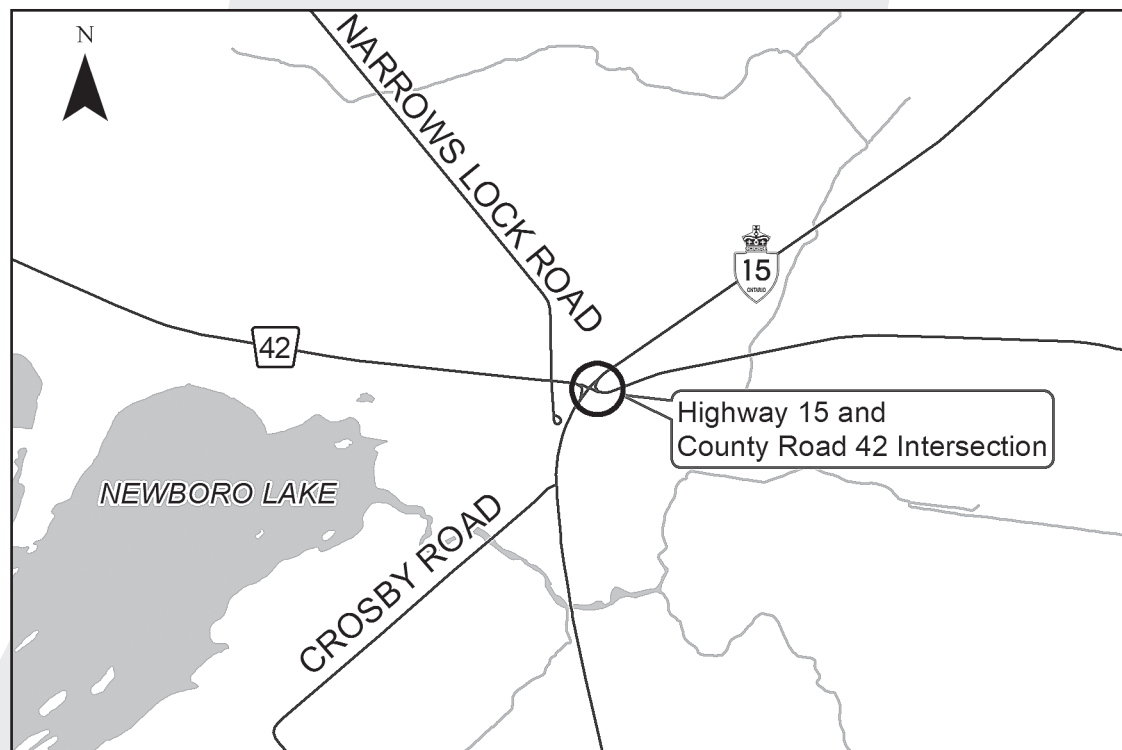 N
NARROWS LOCK ROAD
15
ONTARIO
42
Highway 15 and
County Road 42 Intersection
NEWBORO LAKE
CROSBY ROAD